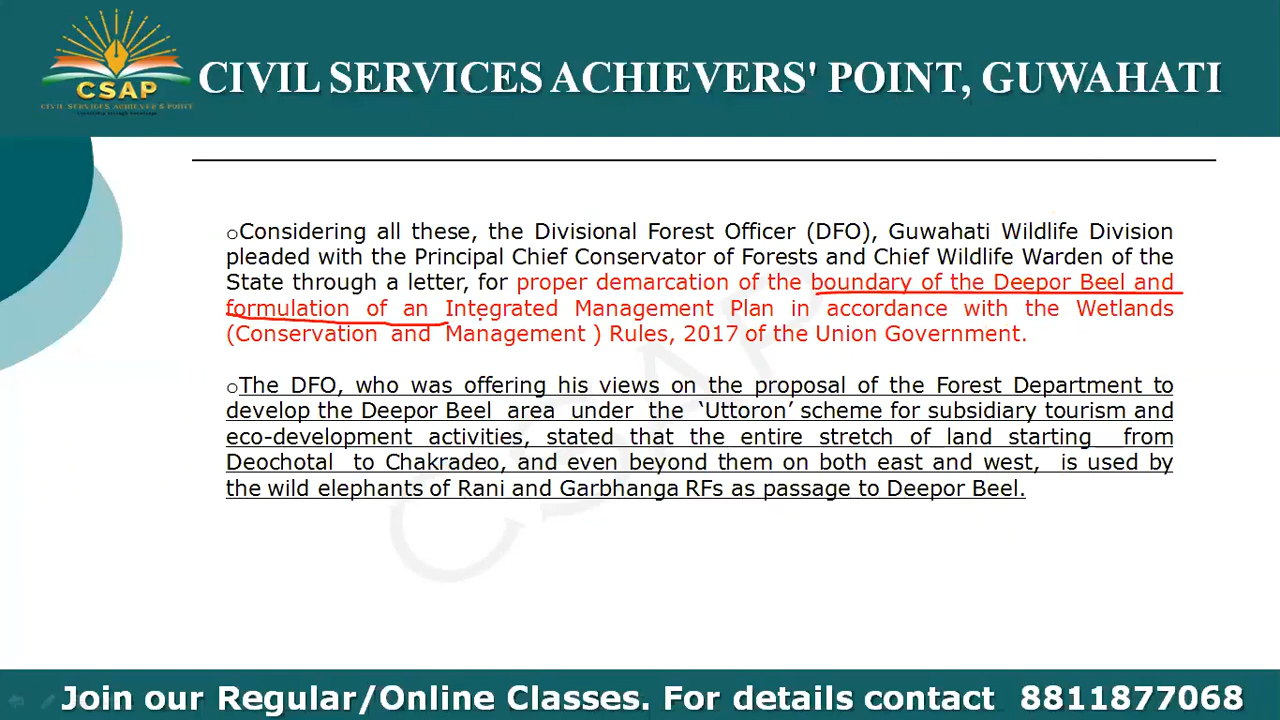 CSAP
CIVIL SERVICES ACHIEVER'S POINT
CIVIL SERVICES ACHIEVERS' POINT, GUWAHATI
oConsidering all these, the Divisional Forest Officer (DFO), Guwahati Wildlife Division
pleaded with the Principal Chief Conservator of Forests and Chief Wildlife Warden of the
State through a letter, for proper demarcation of the boundary of the Deepor Beel and
formulation of an Integrated Management Plan in accordance with the Wetlands
(Conservation and Management ) Rules, 2017 of the Union Government.
oThe DFO, who was offering his views on the proposal of the Forest Department to
develop the Deepor Beel area under the ‘Uttoron’ scheme for subsidiary tourism and
eco-development activities, stated that the entire stretch of land starting from
Deochotal to Chakradeo, and even beyond them on both east and west, is used by
the wild elephants of Rani and Garbhanga RFs as passage to Deepor Beel.
CSAP
Join our Regular/Online Classes. For details contact 8811877068